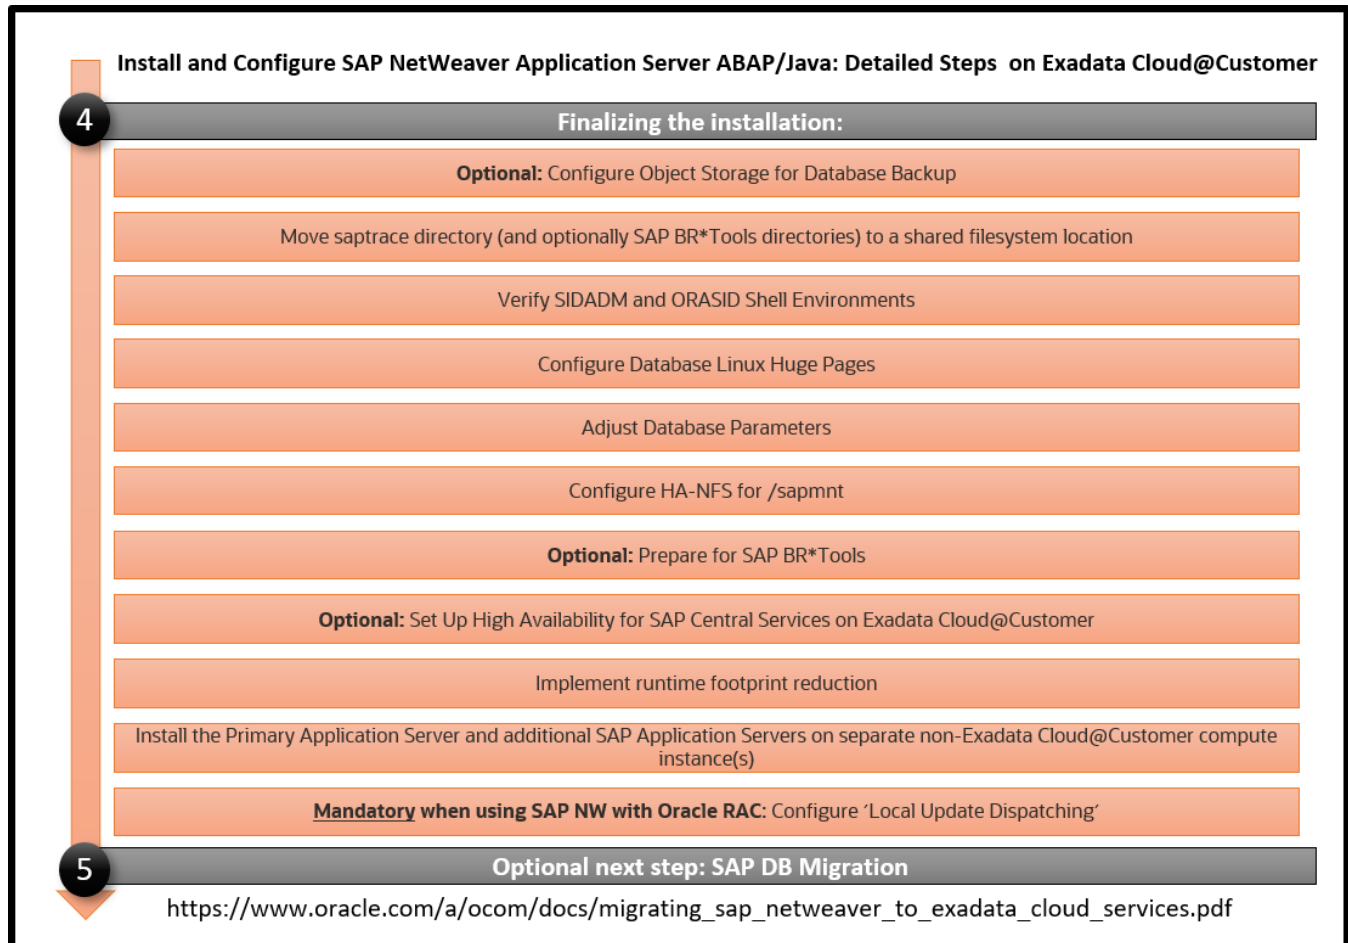 Install and Configure SAP NetWeaver Application Server ABAP/Java: Detailed Steps  on Exadata Cloud@Customer
4
Finalizing the installation:
Optional: Configure Object Storage for Database Backup
Move saptrace directory (and optionally SAP BR*Tools directories) to a shared filesystem location
Verify SIDADM and ORASID Shell Environments
Configure Database Linux Huge Pages
Adjust Database Parameters
Configure HA-NFS for /sapmnt
Optional: Prepare for SAP BR*Tools
Optional: Set Up High Availability for SAP Central Services on Exadata Cloud@Customer
Implement runtime footprint reduction
Install the Primary Application Server and additional SAP Application Servers on separate non-Exadata Cloud@Customer compute
instance(s)
Mandatory when using SAP NW with Oracle RAC: Configure ‘Local Update Dispatching’
5
Optional next step: SAP DB Migration
https://www.oracle.com/a/ocom/docs/migrating_sap_netweaver_to_exadata_cloud_services.pdf